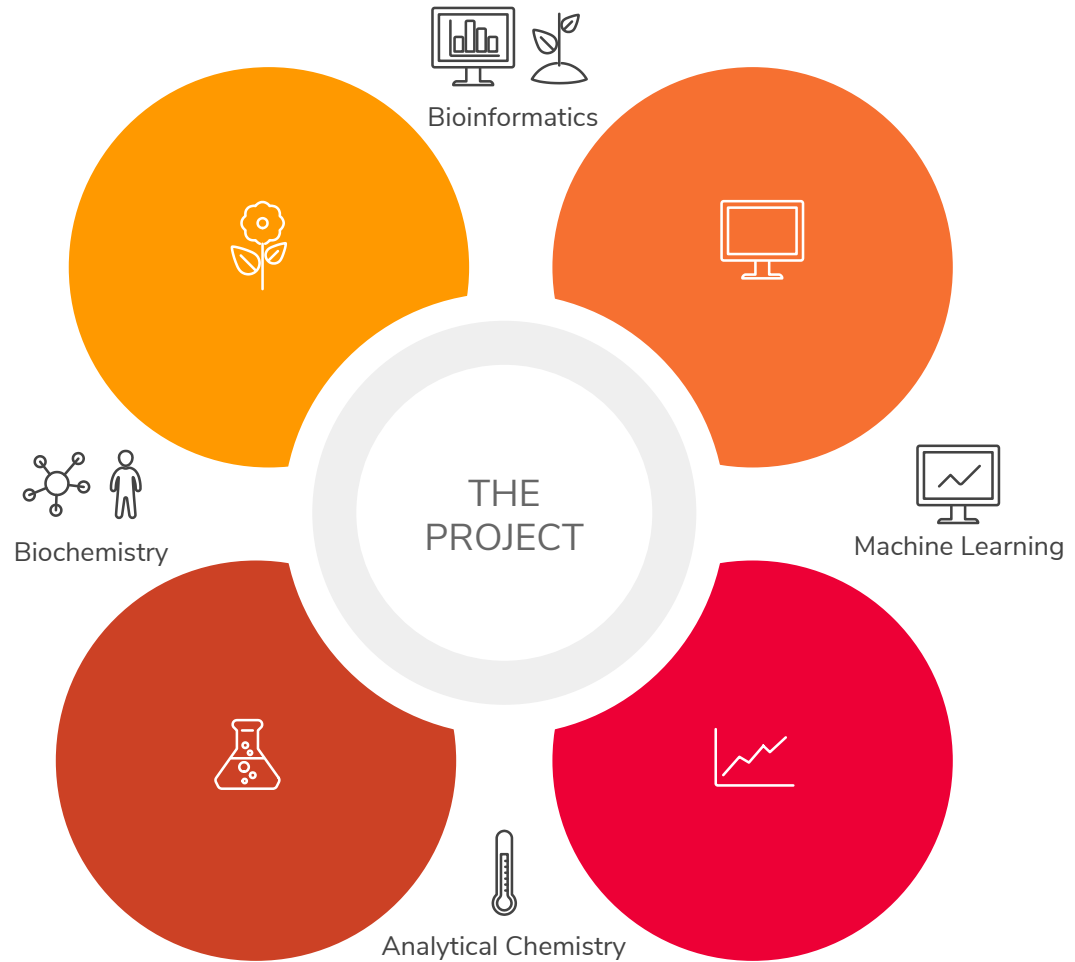 Bioinformatics
THE
PROJECT
Biochemistry
Machine Learning
Analytical Chemistry